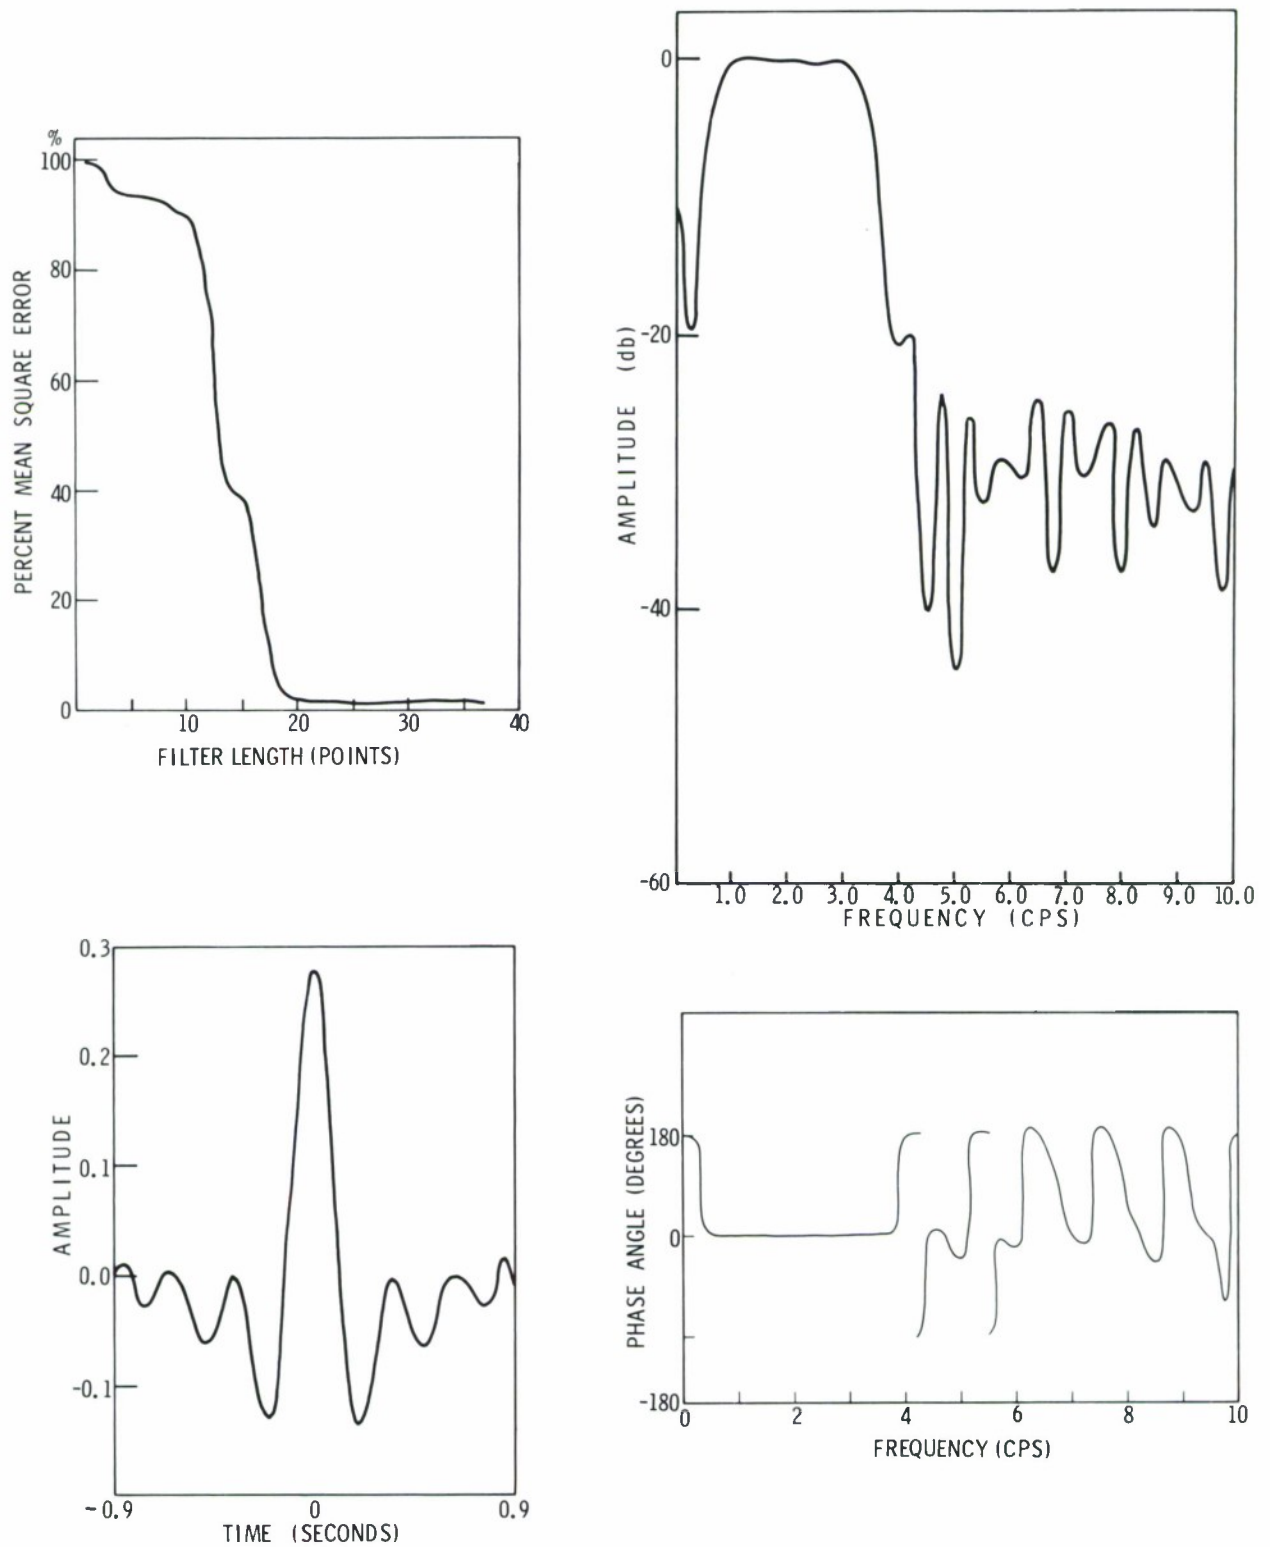 %
100
80
60
40
20
0
PERCENT MEAN SQUARE ERROR
10 20 30 40
FILTER LENGTH (POINTS)
0
-20
-40
-60
AMPLITUDE (db)
1.0 2.0 3.0 4.0 5.0 6.0 7.0 8.0 9.0 10.0
FREQUENCY (CPS)
0.3
0.2
0.1
0.0
-0.1
AMPLITUDE
-0.9 0 0.9
TIME (SECONDS)
180
0
-180
PHASE ANGLE (DEGREES)
0 2 4 6 8 10
FREQUENCY (CPS)